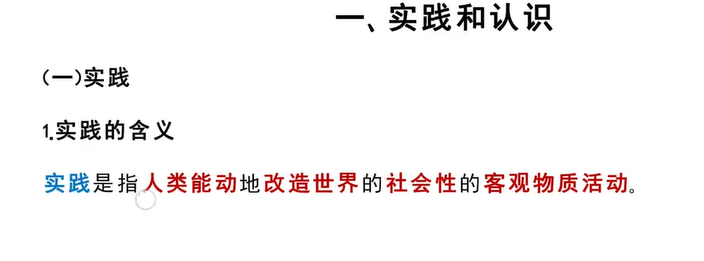 一、实践和认识
(一)实践
1.实践的含义
实践是指人类能动地改造世界的社会性的客观物质活动。